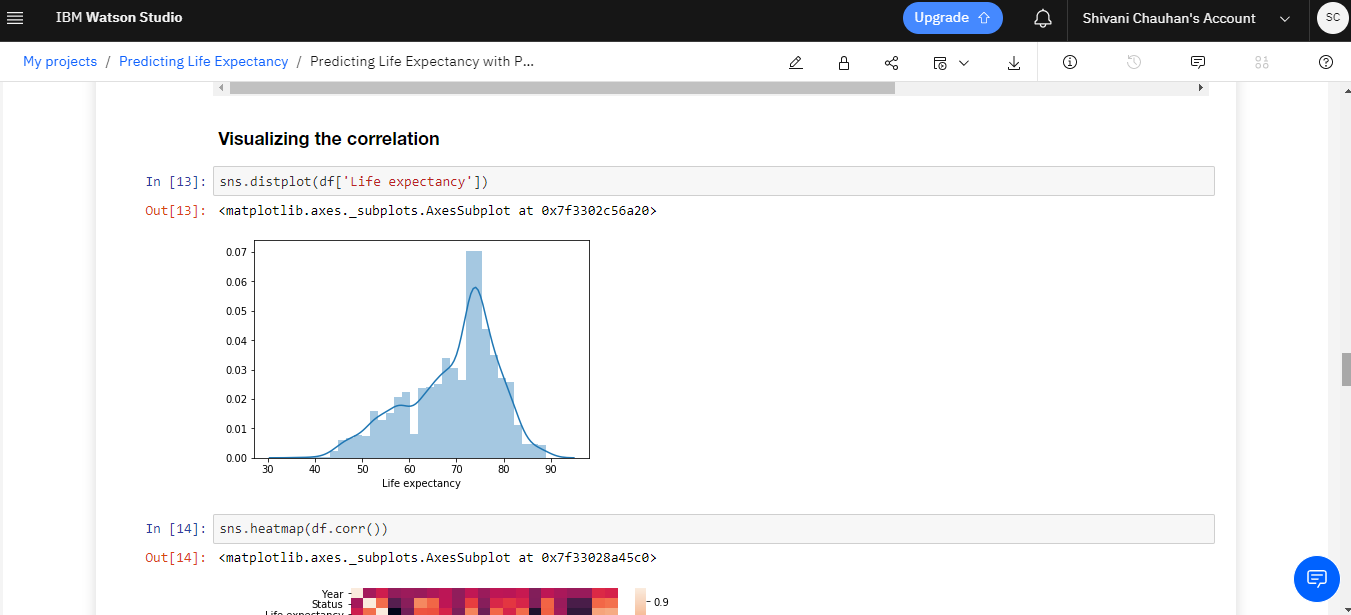 IBM Watson Studio
Upgrade
Shivani Chauhan's Account
SC
My projects / Predicting Life Expectancy / Predicting Life Expectancy with P...
Visualizing the correlation
In [13]: sns.distplot(df['Life expectancy'])
Out[13]: <matplotlib.axes._subplots.AxesSubplot at 0x7f3302c56a20>
0.07
0.06
0.05
0.04
0.03
0.02
0.01
0.00
30 40 50 60 70 80 90
Life expectancy
In [14]: sns.heatmap(df.corr())
Out[14]: <matplotlib.axes._subplots.AxesSubplot at 0x7f33028a45c0>
Year
Status
Life expectancy
0.9